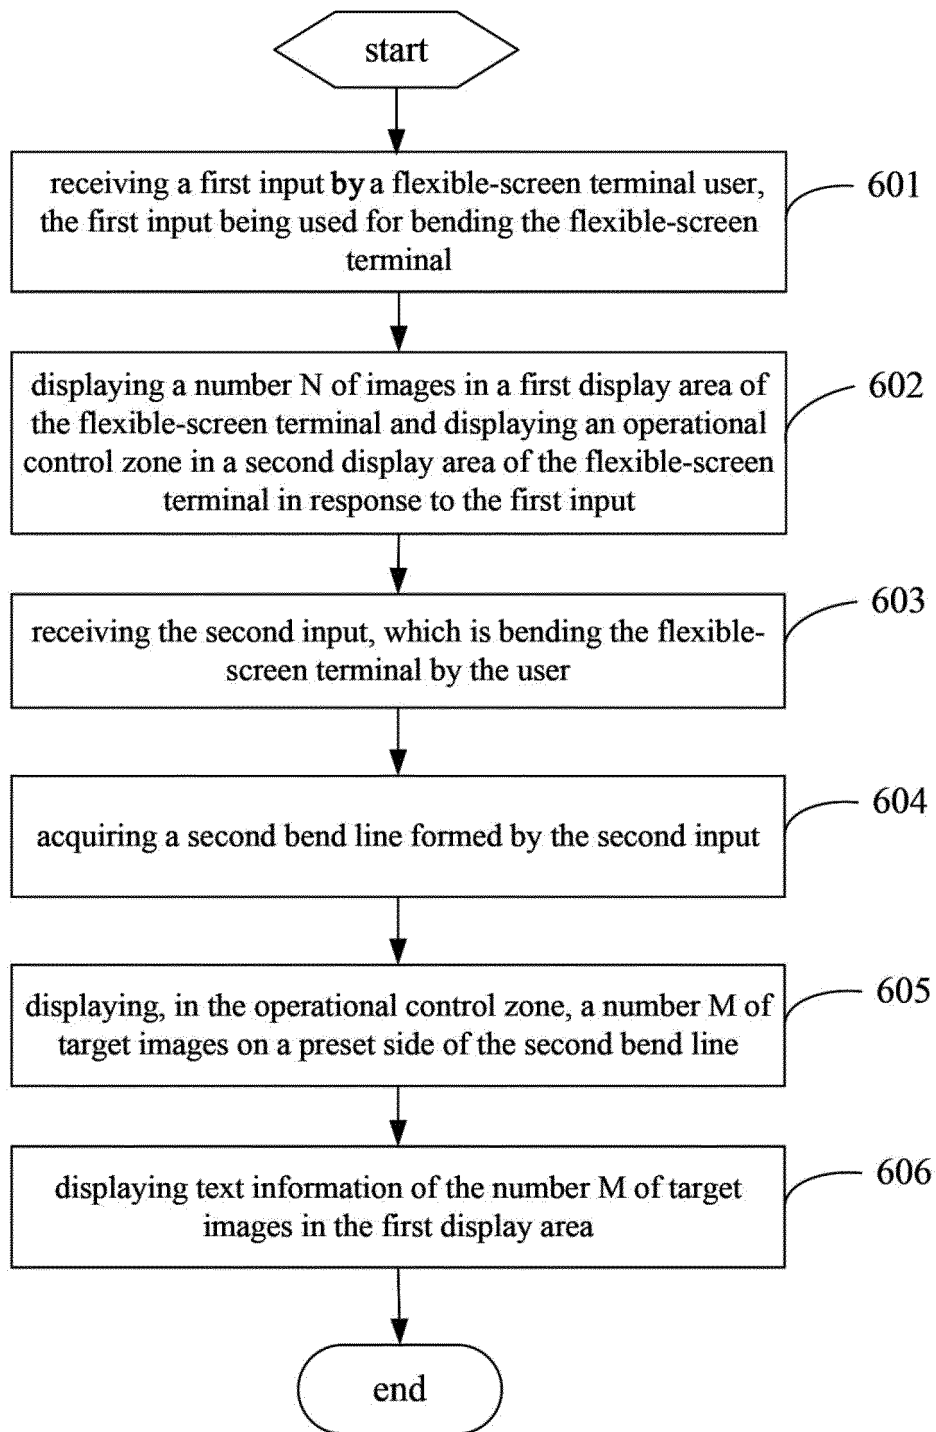 start
receiving a first input by a flexible-screen terminal user,
the first input being used for bending the flexible-screen
terminal
601
displaying a number N of images in a first display area of
the flexible-screen terminal and displaying an operational
control zone in a second display area of the flexible-screen
terminal in response to the first input
602
receiving the second input, which is bending the flexible-
screen terminal by the user
603
acquiring a second bend line formed by the second input
604
displaying, in the operational control zone, a number M of
target images on a preset side of the second bend line
605
displaying text information of the number M of target
images in the first display area
606
end